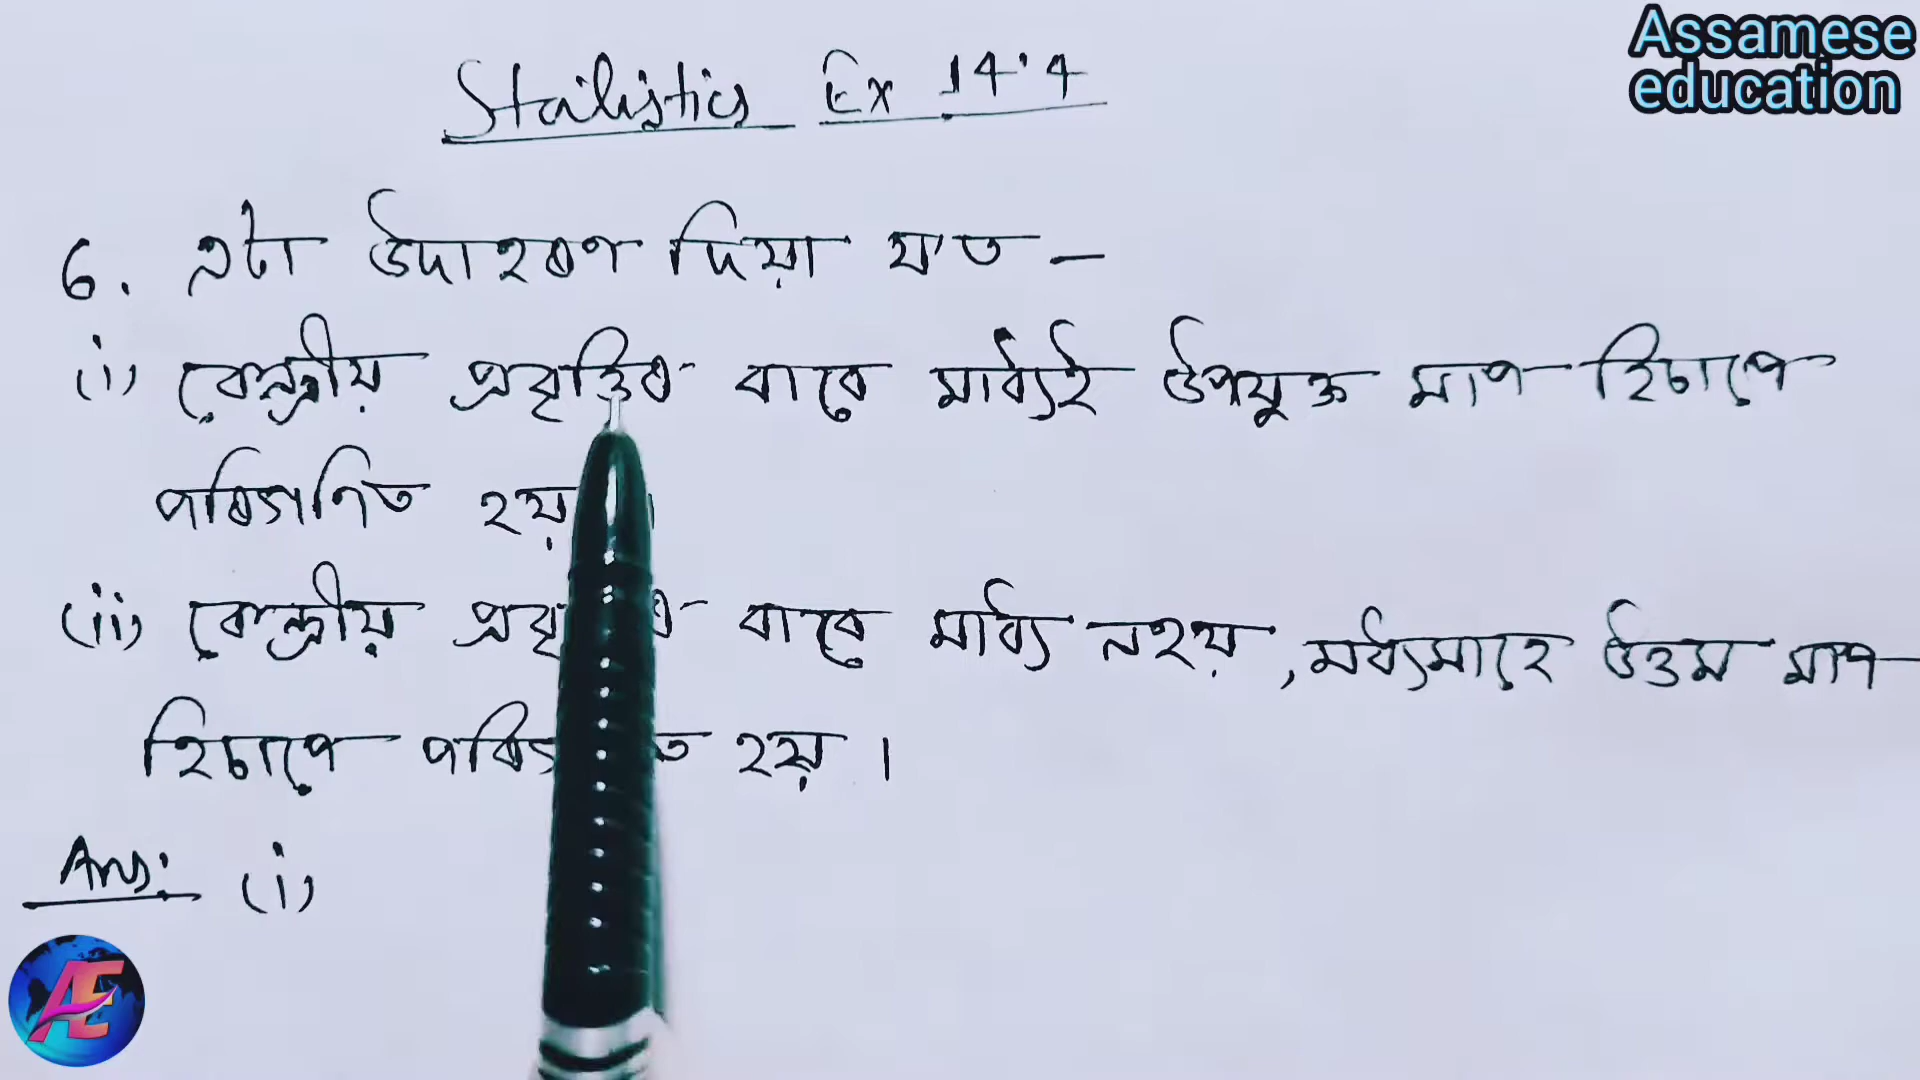 Assamese
education
Statistics Ex 14.4
6. এটা উদাহৰণ দিয়া য'ত —
(i) কেন্দ্ৰীয় প্ৰবৃত্তিৰ বাবে মাধ্যই উপযুক্ত মাপ হিচাপে
পৰিগণিত হয়।
(ii) কেন্দ্ৰীয় বাবে মাধ্য নহয়, মধ্যমাহে উত্তম মাপ
হিচাপে হয়।
Ans: (i)
AE